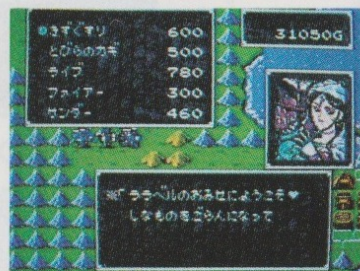 きずぐすり 600
とびらのカギ 500
ライブ 780
ファイアー 300
サンダー 460
31050G
※「ララベルのおみせにようこそ♥
しなものをごらんになって